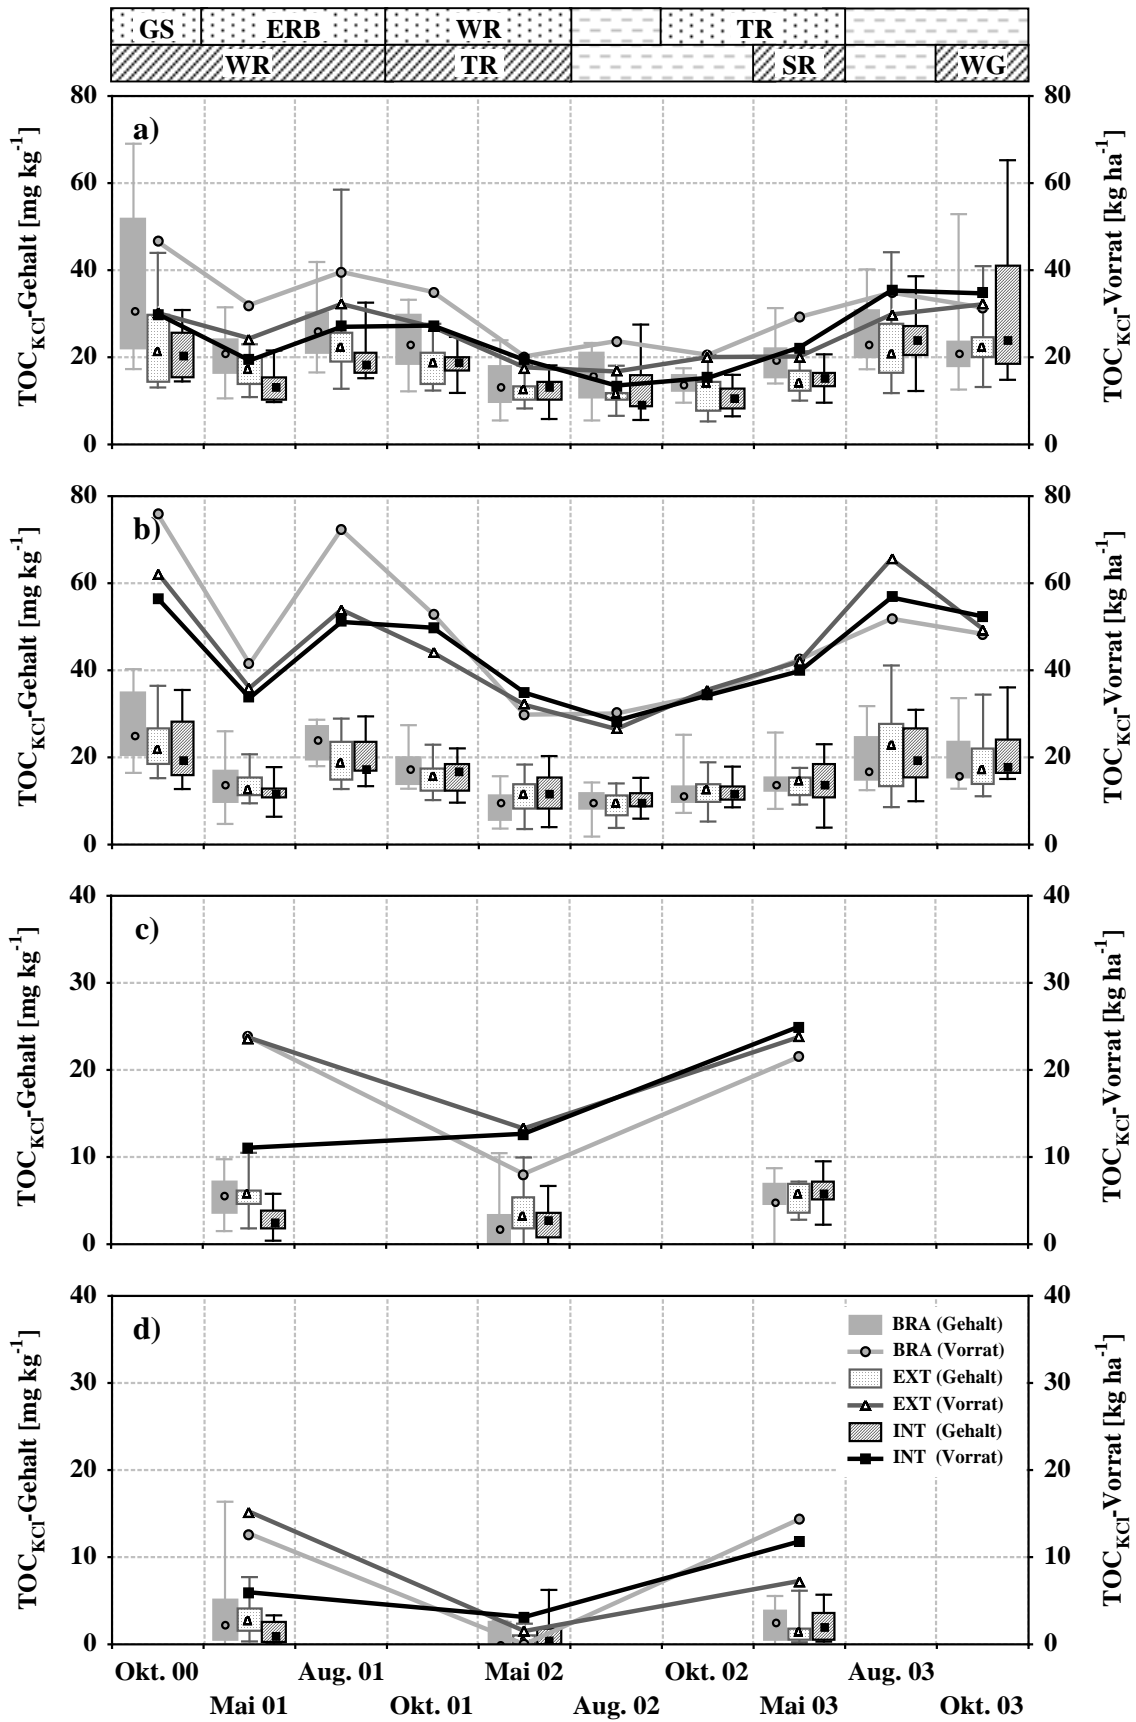 GS ERB WR TR
WR TR SR WG
a)
80 60 40 20 0
TOC_KCl-Gehalt [mg kg⁻¹]
80 60 40 20 0
TOC_KCl-Vorrat [kg ha⁻¹]
b)
80 60 40 20 0
TOC_KCl-Gehalt [mg kg⁻¹]
80 60 40 20 0
TOC_KCl-Vorrat [kg ha⁻¹]
c)
40 30 20 10 0
TOC_KCl-Gehalt [mg kg⁻¹]
40 30 20 10 0
TOC_KCl-Vorrat [kg ha⁻¹]
d)
40 30 20 10 0
TOC_KCl-Gehalt [mg kg⁻¹]
40 30 20 10 0
TOC_KCl-Vorrat [kg ha⁻¹]
BRA (Gehalt)
BRA (Vorrat)
EXT (Gehalt)
EXT (Vorrat)
INT (Gehalt)
INT (Vorrat)
Okt. 00 Aug. 01 Mai 02 Okt. 02 Aug. 03
Mai 01 Okt. 01 Aug. 02 Mai 03 Okt. 03